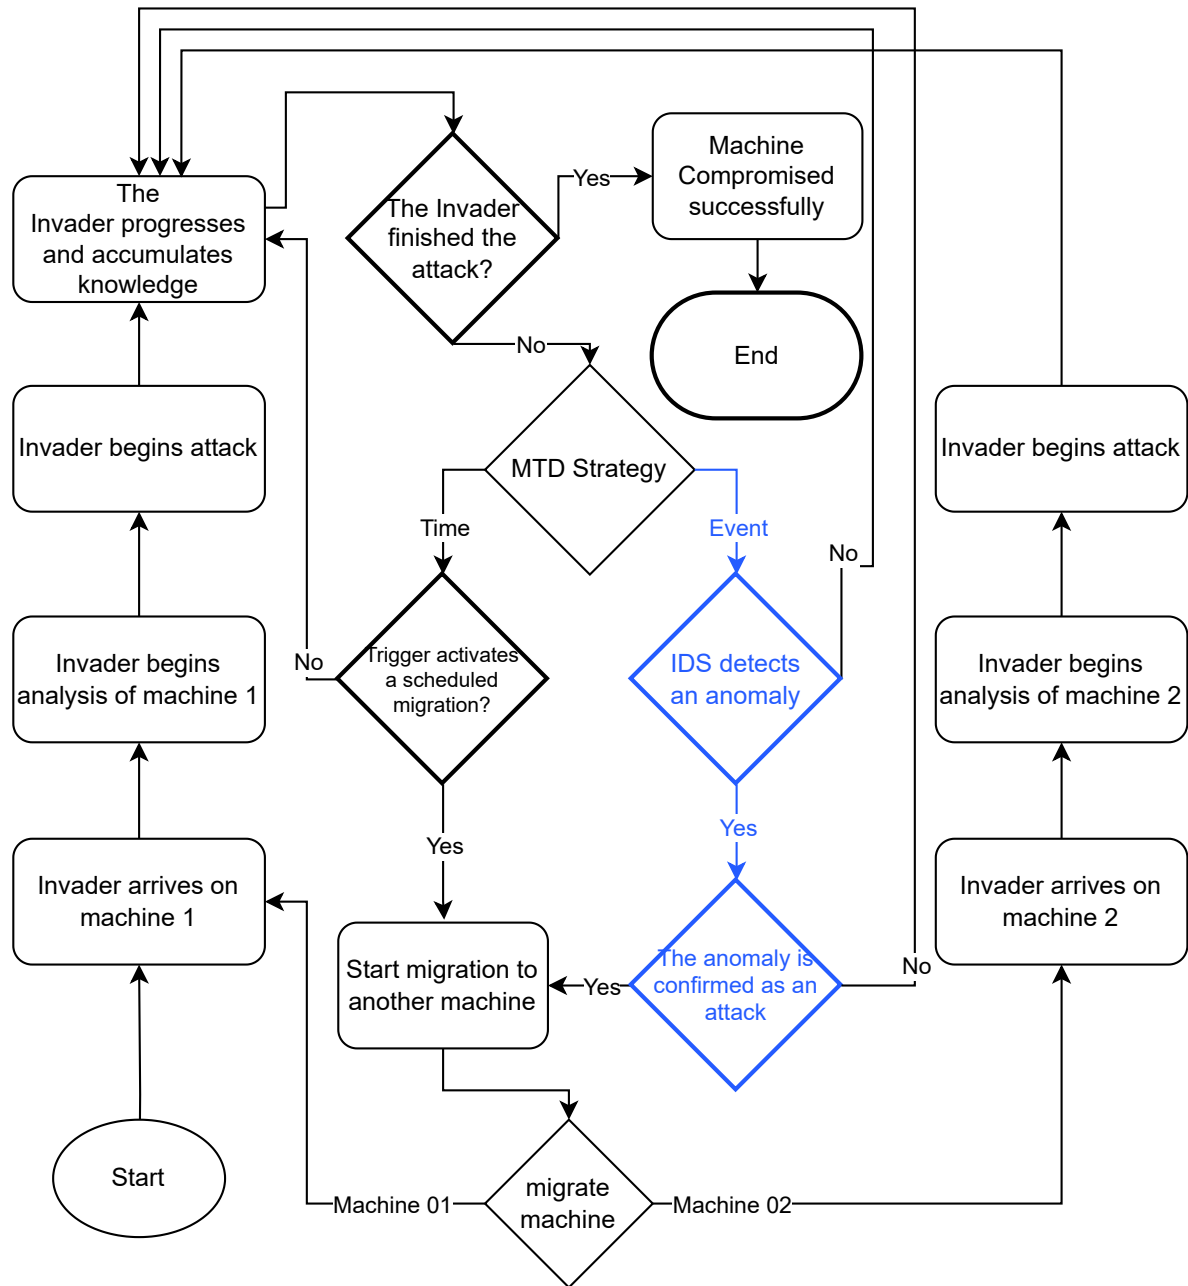 The
Invader progresses
and accumulates
knowledge
The Invader
finished the
attack?
Yes
Machine
Compromised
successfully
End
No
MTD Strategy
Invader begins attack
Invader begins attack
Time
Event
No
Trigger activates
a scheduled
migration?
No
IDS detects
an anomaly
Invader begins
analysis of machine 1
Invader begins
analysis of machine 2
Yes
Yes
Invader arrives on
machine 1
Invader arrives on
machine 2
Start migration to
another machine
Yes
The anomaly is
confirmed as an
attack
No
Start
migrate
machine
Machine 01
Machine 02